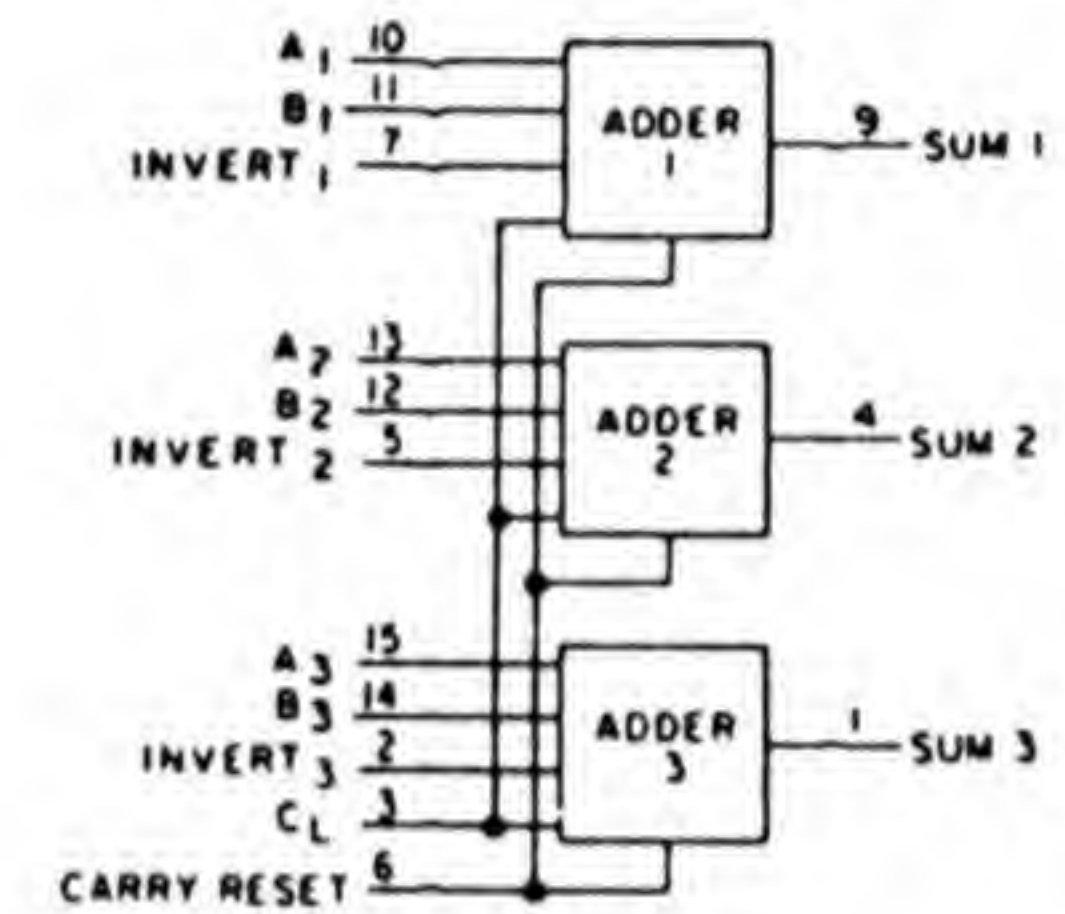 A1 10
B1 11
INVERT1 7
ADDER
1
9 SUM 1
A2 13
B2 12
INVERT2 5
ADDER
2
4 SUM 2
A3 15
B3 14
INVERT3 2
CL 3
CARRY RESET 6
ADDER
3
1 SUM 3